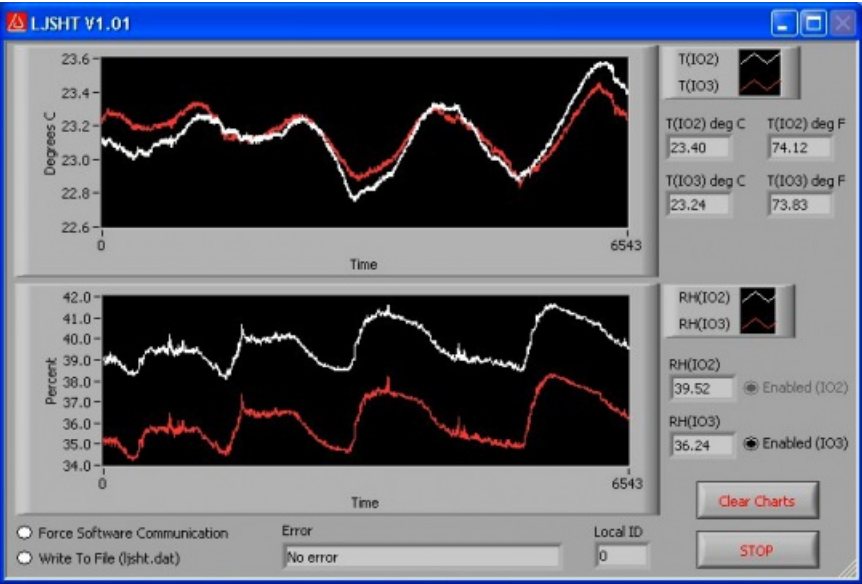 LJSHT V1.01
23.6
23.4
23.2
23.0
22.8
22.6
Degrees C
0
6543
Time
T(IO2)
T(IO3)
T(IO2) deg C
T(IO2) deg F
23.40
74.12
T(IO3) deg C
T(IO3) deg F
23.24
73.83
42.0
41.0
40.0
39.0
38.0
37.0
36.0
35.0
34.0
Percent
0
6543
Time
RH(IO2)
RH(IO3)
RH(IO2)
39.52
Enabled (IO2)
RH(IO3)
36.24
Enabled (IO3)
Clear Charts
STOP
Force Software Communication
Write To File (ljsht.dat)
Error
No error
Local ID
0